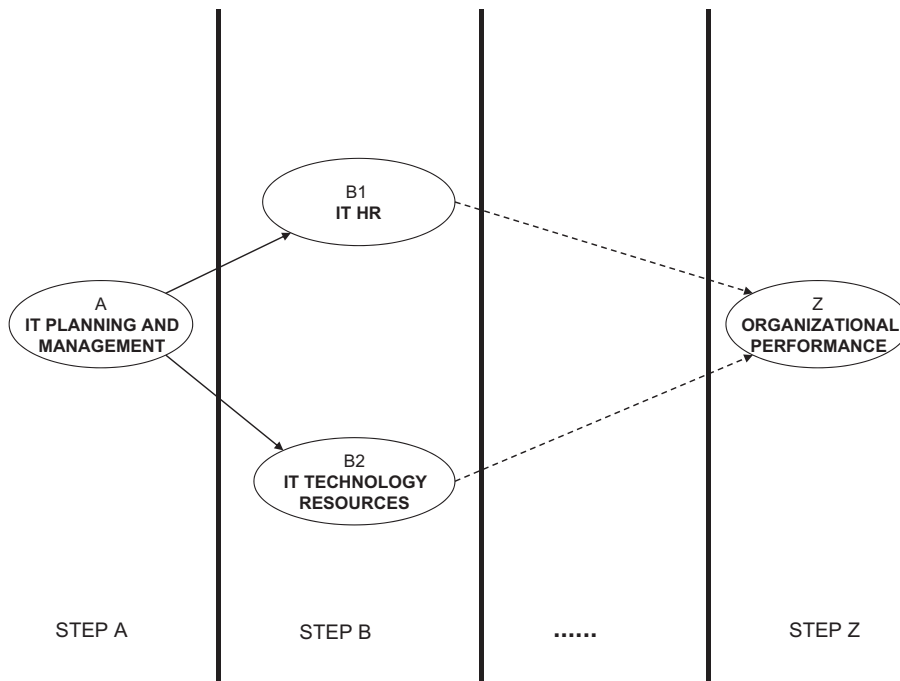 B1
IT HR
A
IT PLANNING AND
MANAGEMENT
Z
ORGANIZATIONAL
PERFORMANCE
B2
IT TECHNOLOGY
RESOURCES
STEP A
STEP B
......
STEP Z